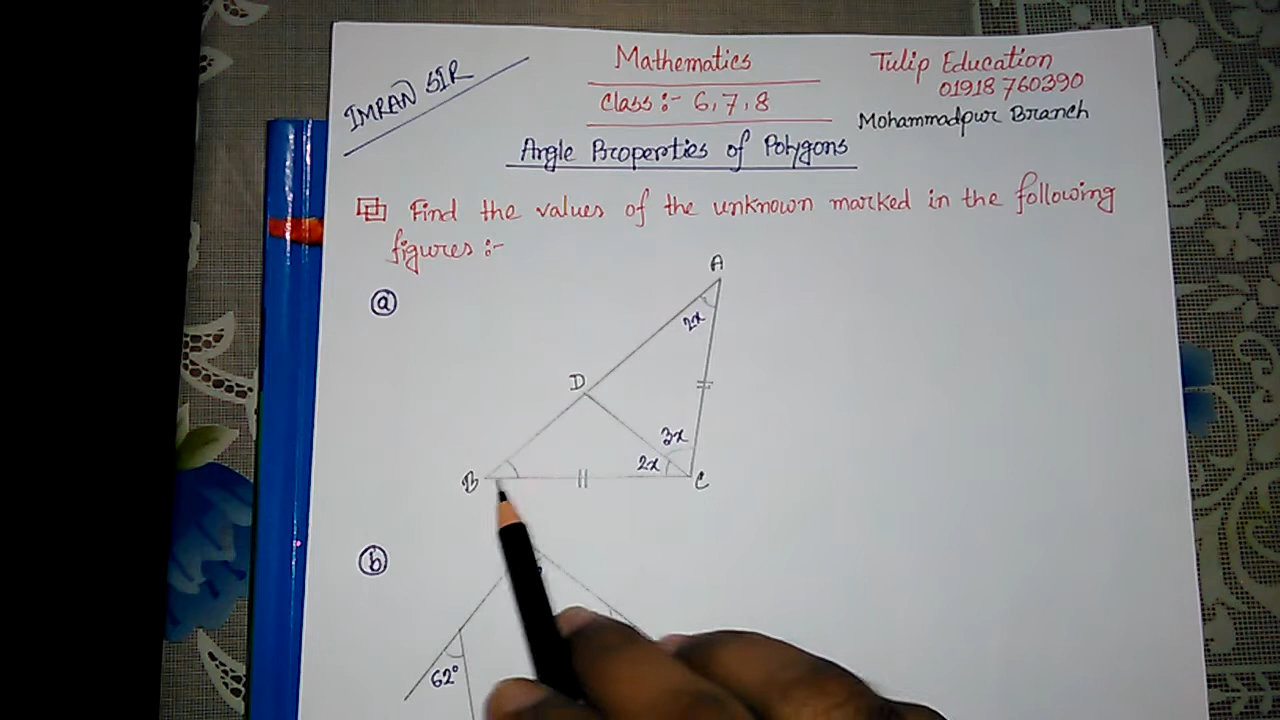 IMRAN SIR
Mathematics
Class:- 6, 7, 8
Tulip Education
01918 760390
Mohammadpur Branch
Angle Properties of Polygons
Find the values of the unknown marked in the following
figures :-
a
A
2x
D
3x
2x
B
C
b
62°